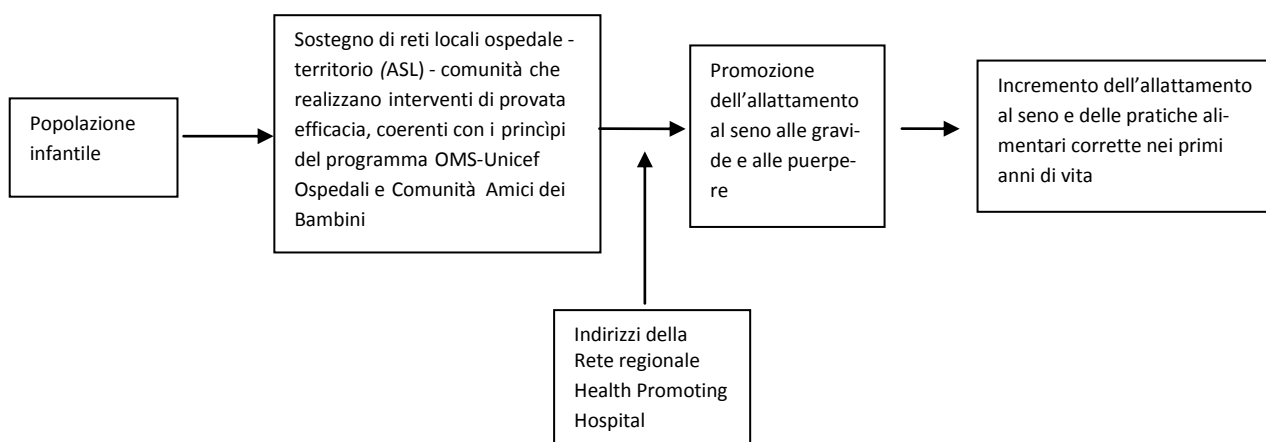 Popolazione
infantile
Sostegno di reti locali ospedale -
territorio (ASL) - comunità che
realizzano interventi di provata
efficacia, coerenti con i princìpi
del programma OMS-Unicef
Ospedali e Comunità Amici dei
Bambini
Promozione
dell’allattamento
al seno alle gravi-
de e alle puerpe-
re
Incremento dell’allattamento
al seno e delle pratiche ali-
mentari corrette nei primi
anni di vita
Indirizzi della
Rete regionale
Health Promoting
Hospital